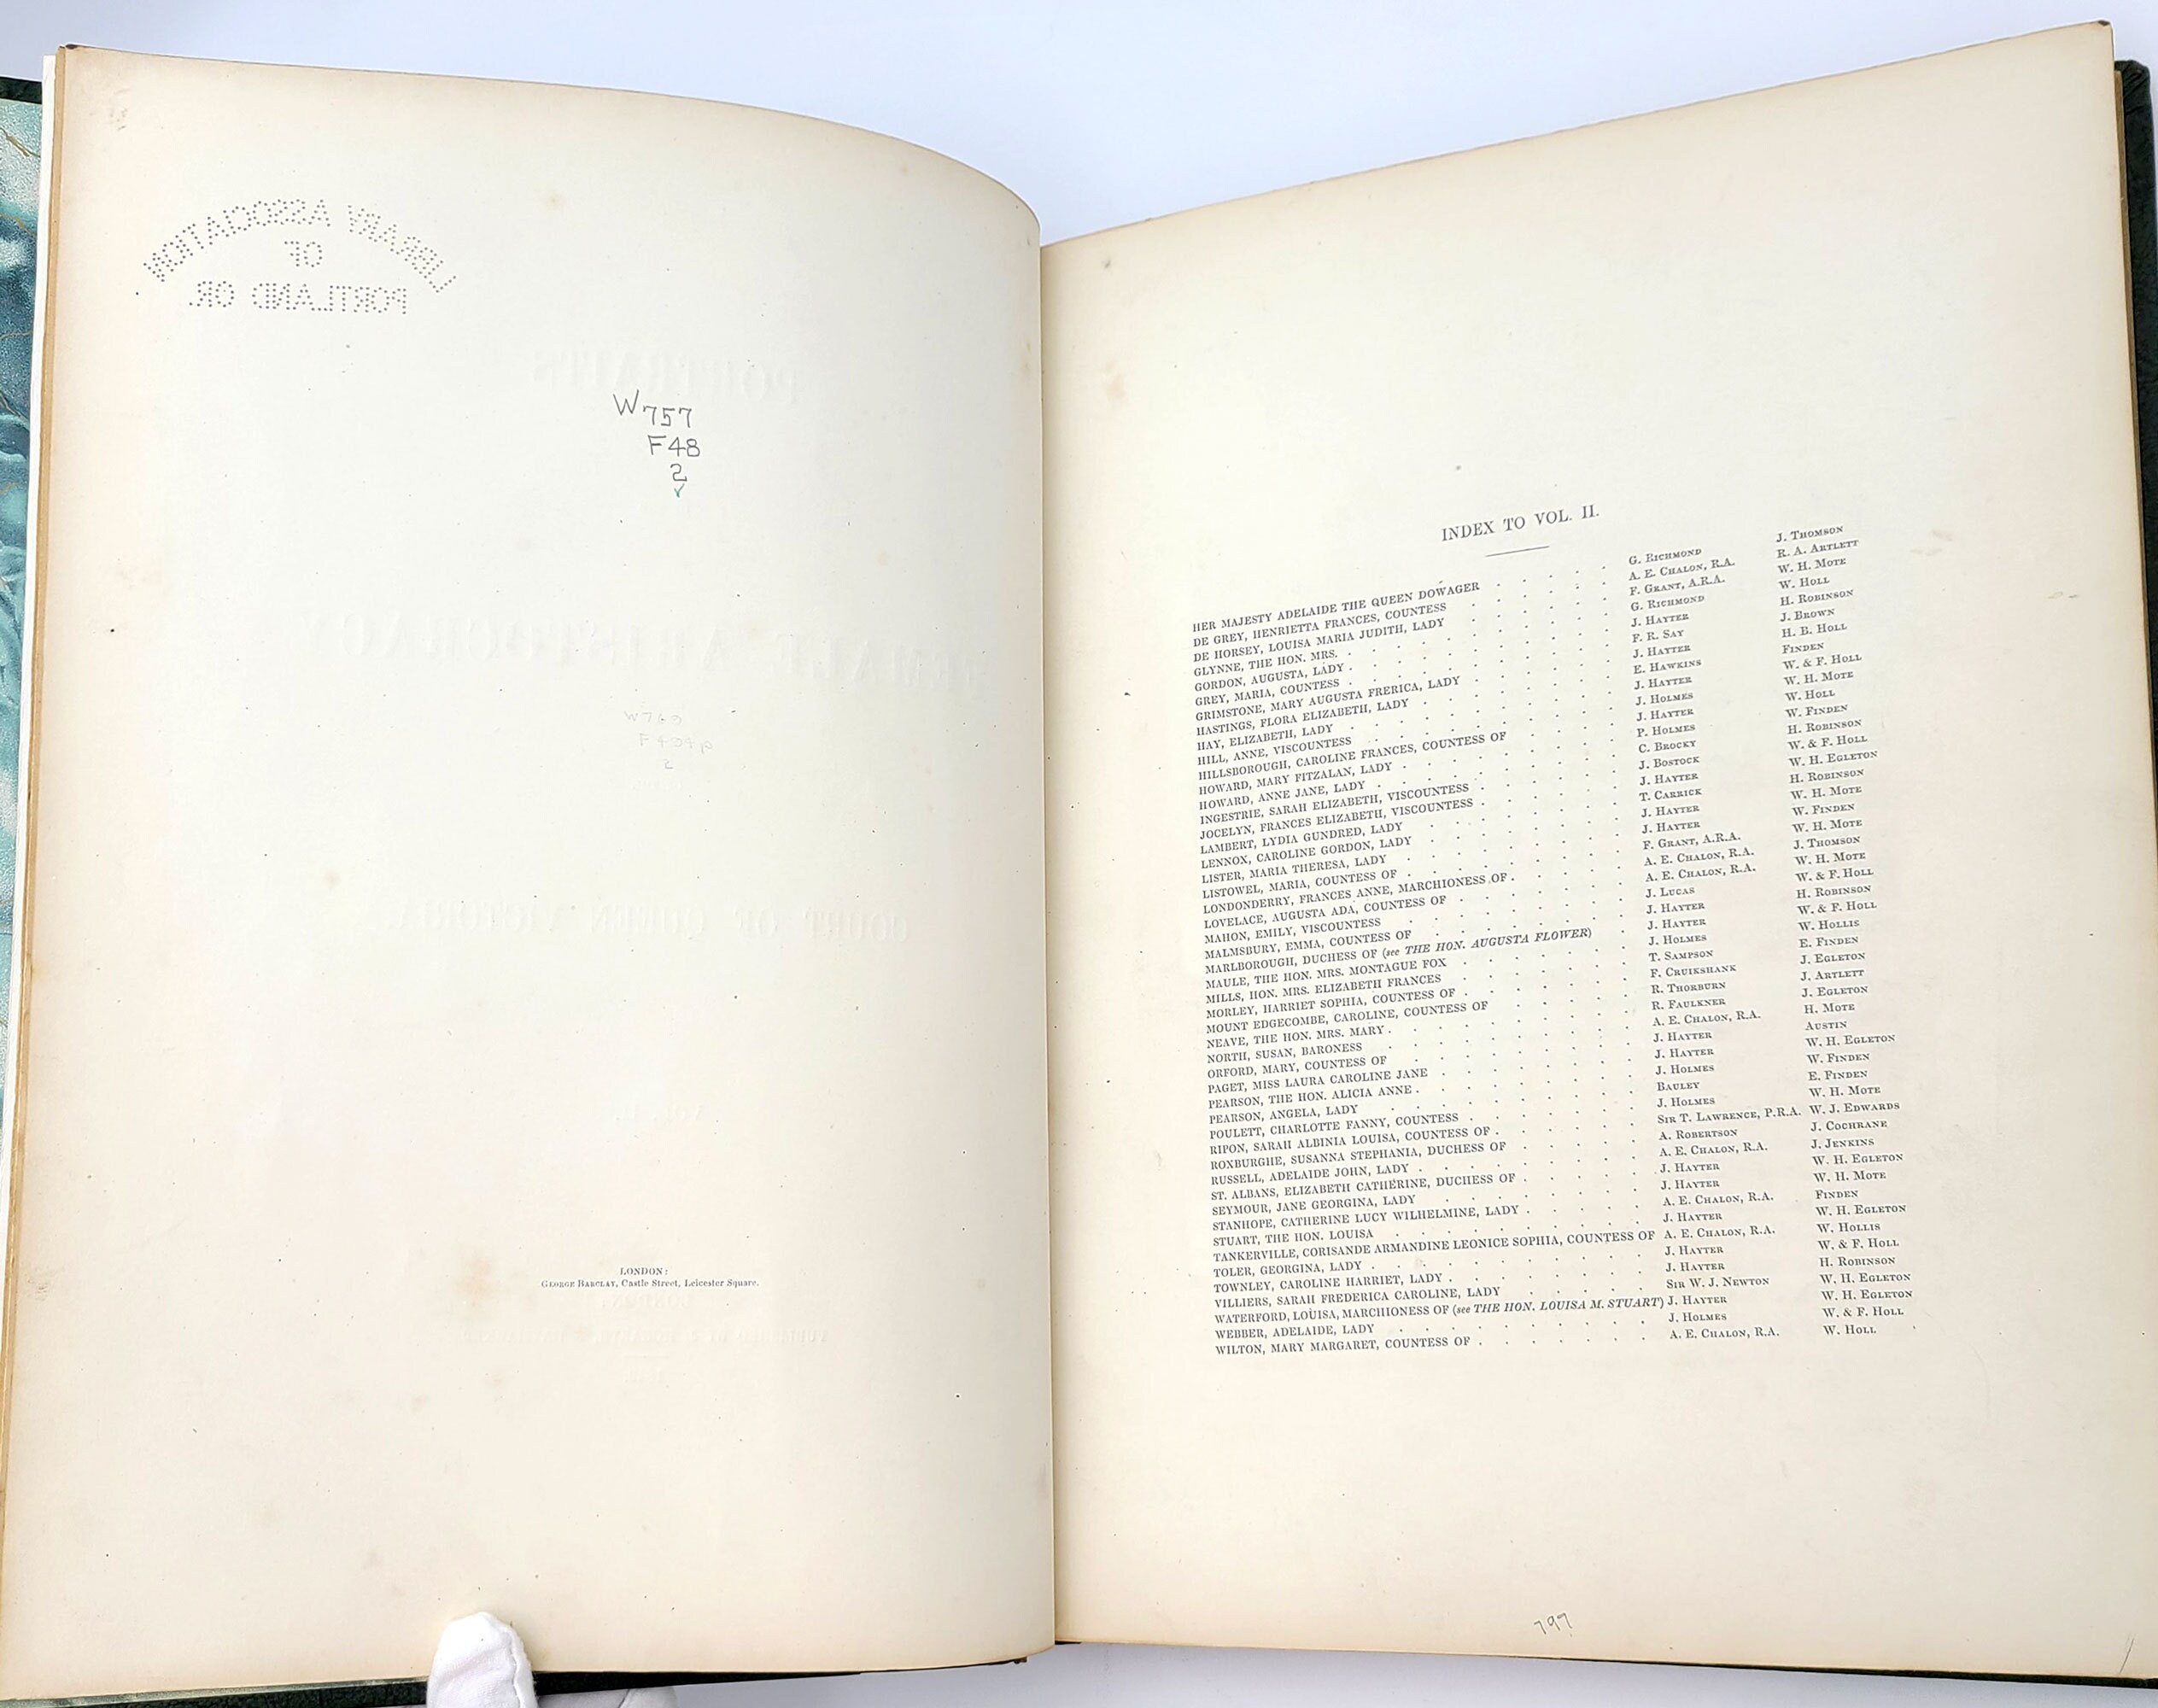 LIBRARY ASSOCIATION
OF
PORTLAND OR.
PORTRAITS
W757
F48
2
FEMALE ARISTOCRACY
COURT OF QUEEN VICTORIA
LONDON:
GEORGE BARCLAY, Castle Street, Leicester Square.
INDEX TO VOL. II.
HER MAJESTY ADELAIDE THE QUEEN DOWAGER G. RICHMOND J. THOMSON
DE GREY, HENRIETTA FRANCES, COUNTESS A. E. CHALON, R.A. R. A. ARTLETT
DE HORSEY, LOUISA MARIA JUDITH, LADY F. GRANT, A.R.A. W. H. MOTE
GLYNNE, THE HON. MRS. G. RICHMOND W. HOLL
GORDON, AUGUSTA, LADY J. HAYTER H. ROBINSON
GREY, MARIA, COUNTESS F. R. SAY J. BROWN
GRIMSTONE, MARY AUGUSTA FRERICA, LADY J. HAYTER H. B. HOLL
HASTINGS, FLORA ELIZABETH, LADY E. HAWKINS FINDEN
HAY, ELIZABETH, LADY J. HAYTER W. & F. HOLL
HILL, ANNE, VISCOUNTESS J. HOLMES W. H. MOTE
HILLSBOROUGH, CAROLINE FRANCES, COUNTESS OF J. HAYTER W. HOLL
HOWARD, MARY FITZALAN, LADY P. HOLMES W. FINDEN
HOWARD, ANNE JANE, LADY C. BROCKY H. ROBINSON
INGESTRIE, SARAH ELIZABETH, VISCOUNTESS J. BOSTOCK W. & F. HOLL
JOCELYN, FRANCES ELIZABETH, VISCOUNTESS J. HAYTER W. H. EGLETON
LAMBERT, LYDIA GUNDRED, LADY T. CARRICK H. ROBINSON
LENNOX, CAROLINE GORDON, LADY J. HAYTER W. H. MOTE
LISTER, MARIA THERESA, LADY J. HAYTER W. FINDEN
LISTOWEL, MARIA, COUNTESS OF F. GRANT, A.R.A. W. H. MOTE
LONDONDERRY, FRANCES ANNE, MARCHIONESS OF A. E. CHALON, R.A. J. THOMSON
LOVELACE, AUGUSTA ADA, COUNTESS OF A. E. CHALON, R.A. W. H. MOTE
MAHON, EMILY, VISCOUNTESS J. LUCAS W. & F. HOLL
MALMSBURY, EMMA, COUNTESS OF J. HAYTER H. ROBINSON
MARLBOROUGH, DUCHESS OF (see THE HON. AUGUSTA FLOWER) J. HAYTER W. & F. HOLL
MAULE, THE HON. MRS. MONTAGUE FOX J. HOLMES W. HOLLIS
MILLS, HON. MRS. ELIZABETH FRANCES T. SAMPSON E. FINDEN
MORLEY, HARRIET SOPHIA, COUNTESS OF F. CRUIKSHANK J. EGLETON
MOUNT EDGECOMBE, CAROLINE, COUNTESS OF R. THORBURN J. ARTLETT
NEAVE, THE HON. MRS. MARY R. FAULKNER J. EGLETON
NORTH, SUSAN, BARONESS A. E. CHALON, R.A. H. MOTE
ORFORD, MARY, COUNTESS OF J. HAYTER AUSTIN
PAGET, MISS LAURA CAROLINE JANE J. HAYTER W. H. EGLETON
PEARSON, THE HON. ALICIA ANNE J. HOLMES W. FINDEN
PEARSON, ANGELA, LADY BAULEY E. FINDEN
POULETT, CHARLOTTE FANNY, COUNTESS J. HOLMES W. H. MOTE
RIPON, SARAH ALBINIA LOUISA, COUNTESS OF SIR T. LAWRENCE, P.R.A. W. J. EDWARDS
ROXBURGHE, SUSANNA STEPHANIA, DUCHESS OF A. ROBERTSON J. COCHRANE
RUSSELL, ADELAIDE JOHN, LADY A. E. CHALON, R.A. J. JENKINS
ST. ALBANS, ELIZABETH CATHERINE, DUCHESS OF J. HAYTER W. H. EGLETON
SEYMOUR, JANE GEORGINA, LADY J. HAYTER W. H. MOTE
STANHOPE, CATHERINE LUCY WILHELMINE, LADY A. E. CHALON, R.A. FINDEN
STUART, THE HON. LOUISA J. HAYTER W. H. EGLETON
TANKERVILLE, CORISANDE ARMANDINE LEONICE SOPHIA, COUNTESS OF A. E. CHALON, R.A. W. HOLLIS
TOLER, GEORGINA, LADY J. HAYTER W. & F. HOLL
TOWNLEY, CAROLINE HARRIET, LADY J. HAYTER H. ROBINSON
VILLIERS, SARAH FREDERICA CAROLINE, LADY SIR W. J. NEWTON W. H. EGLETON
WATERFORD, LOUISA, MARCHIONESS OF (see THE HON. LOUISA M. STUART) J. HAYTER W. H. EGLETON
WEBBER, ADELAIDE, LADY J. HOLMES W. & F. HOLL
WILTON, MARY MARGARET, COUNTESS OF A. E. CHALON, R.A. W. HOLL
797